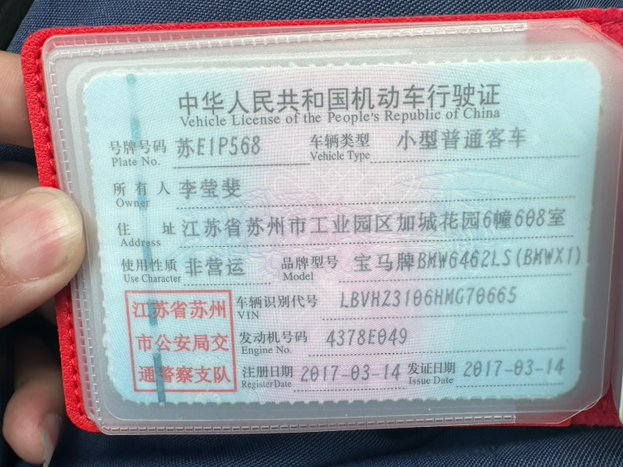 中华人民共和国机动车行驶证
Vehicle License of the People's Republic of China
号牌号码 苏E1P568 车辆类型 小型普通客车
Plate No. Vehicle Type
所有人 李莹斐
Owner
住 址 江苏省苏州市工业园区加城花园6幢608室
Address
使用性质 非营运 品牌型号 宝马牌BMW6462LS(BMWX1)
Use Character Model
江苏省苏州
市公安局交
通警察支队
车辆识别代号 LBVHZ3106HMG70665
VIN
发动机号码 4378E049
Engine No.
注册日期 2017-03-14 发证日期 2017-03-14
Register Date Issue Date